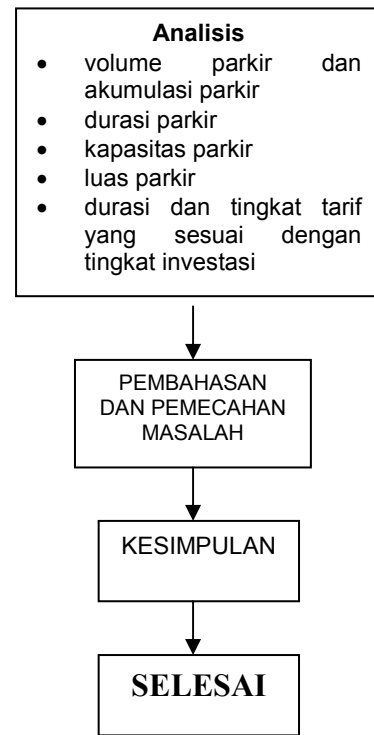 Analisis
• volume parkir dan
akumulasi parkir
• durasi parkir
• kapasitas parkir
• luas parkir
• durasi dan tingkat tarif
yang sesuai dengan
tingkat investasi
PEMBAHASAN
DAN PEMECAHAN
MASALAH
KESIMPULAN
SELESAI